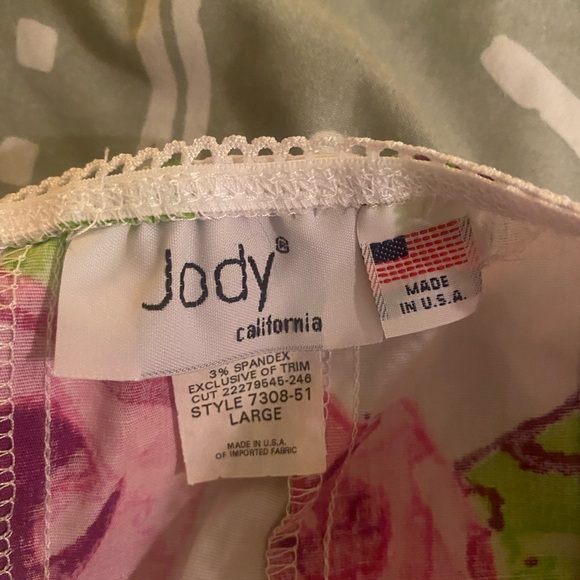 Jody®
california
MADE
IN U.S.A.
3% SPANDEX
EXCLUSIVE OF TRIM
CUT 22279545-246
STYLE 7308-51
LARGE
MADE IN U.S.A.
OF IMPORTED FABRIC